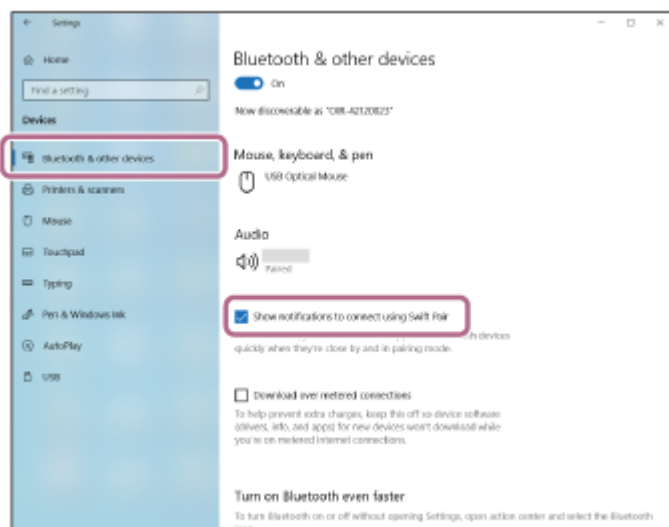 Settings
Home
Find a setting
Devices
Bluetooth & other devices
Printers & scanners
Mouse
Touchpad
Typing
Pen & Windows Ink
AutoPlay
USB
Bluetooth & other devices
On
Now discoverable as
Mouse, keyboard, & pen
USB Optical Mouse
Audio
Paired
Show notifications to connect using Swift Pair
devices
quickly when they're close by and in pairing mode.
Download over metered connections
To help prevent extra charges, keep this off so device software
(drivers, info, and apps) for new devices won't download while
you're on metered internet connections.
Turn on Bluetooth even faster
To turn Bluetooth on or off without opening Settings, open action center and select the Bluetooth